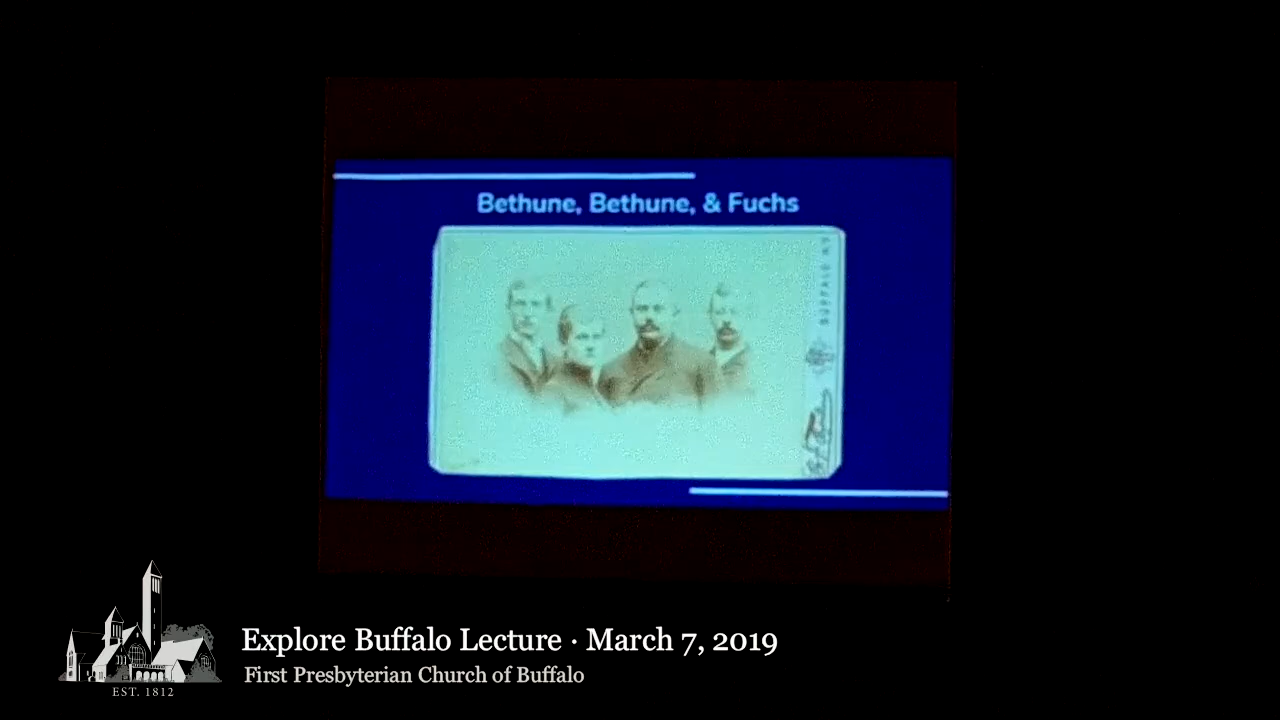 Bethune, Bethune, & Fuchs
BUFFALO N.Y.
Explore Buffalo Lecture · March 7, 2019
First Presbyterian Church of Buffalo
EST. 1812